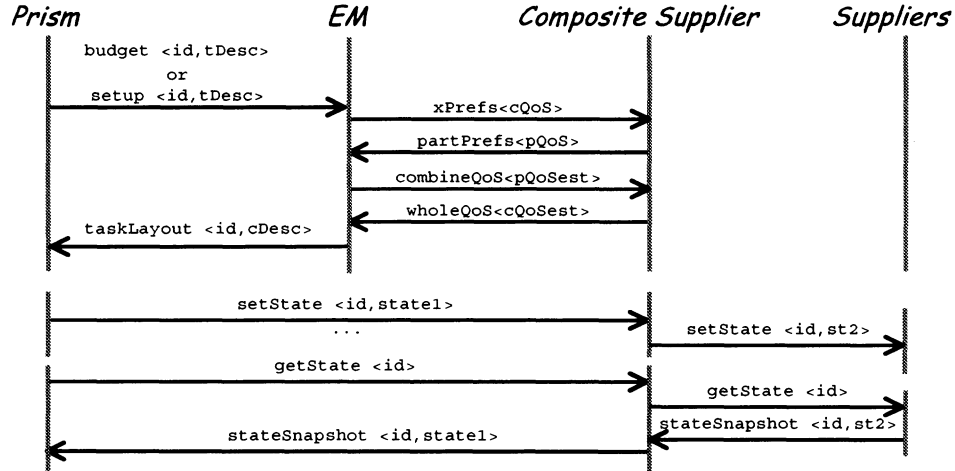 Prism EM Composite Supplier Suppliers
budget <id,tDesc>
or
setup <id,tDesc>
xPrefs<cQoS>
partPrefs<pQoS>
combineQoS<pQoSest>
wholeQoS<cQoSest>
taskLayout <id,cDesc>
setState <id,state1>
...
setState <id,st2>
getState <id>
getState <id>
stateSnapshot <id,st2>
stateSnapshot <id,state1>